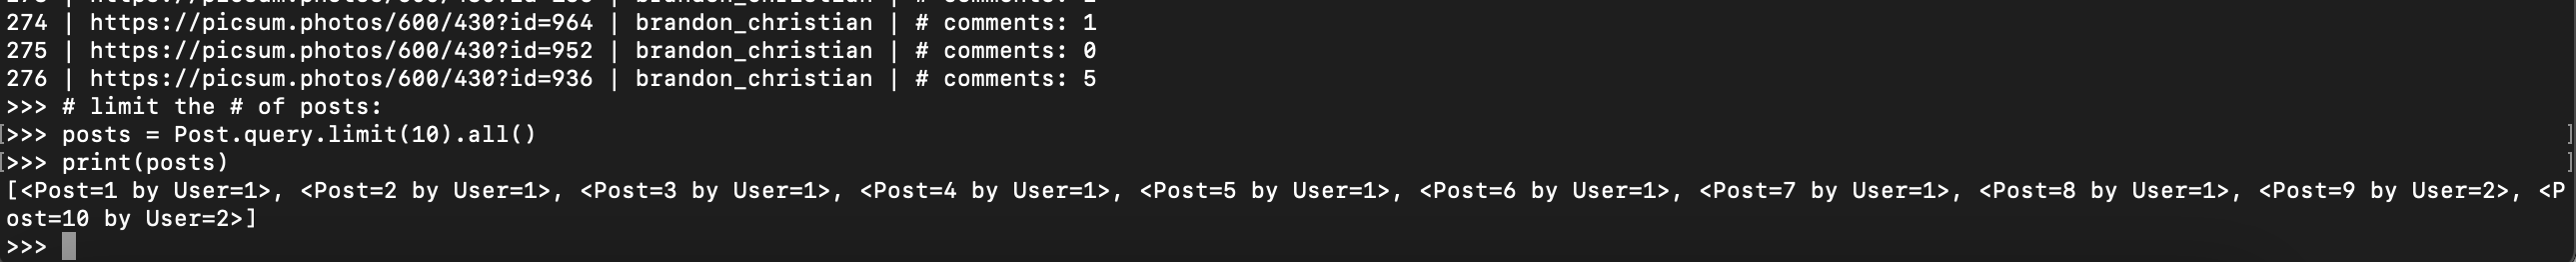 274 | https://picsum.photos/600/430?id=964 | brandon_christian | # comments: 1
275 | https://picsum.photos/600/430?id=952 | brandon_christian | # comments: 0
276 | https://picsum.photos/600/430?id=936 | brandon_christian | # comments: 5
>>> # limit the # of posts:
[>>> posts = Post.query.limit(10).all() ]
[>>> print(posts) ]
[<Post=1 by User=1>, <Post=2 by User=1>, <Post=3 by User=1>, <Post=4 by User=1>, <Post=5 by User=1>, <Post=6 by User=1>, <Post=7 by User=1>, <Post=8 by User=1>, <Post=9 by User=2>, <P
ost=10 by User=2>]
>>>